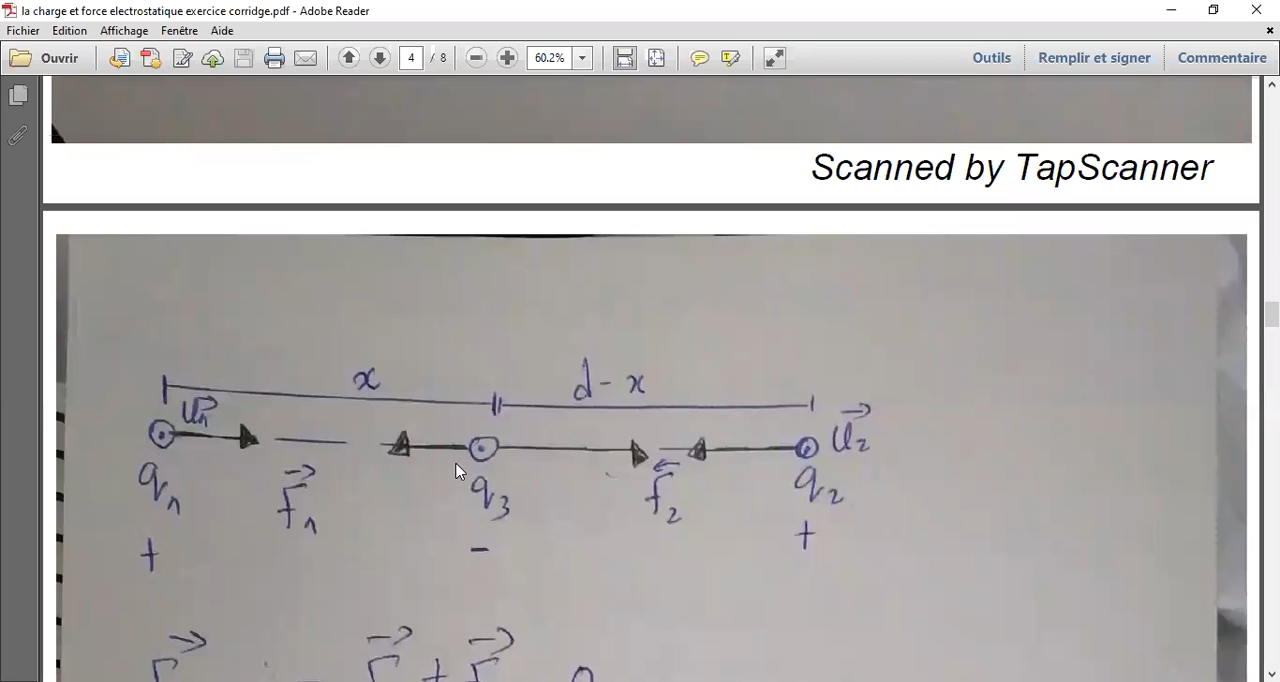 la charge et force electrostatique exercice corridge.pdf - Adobe Reader
Fichier Edition Affichage Fenêtre Aide
Ouvrir 4 / 8 60.2% Outils Remplir et signer Commentaire
Scanned by TapScanner
x d - x
u₁ u₂
q₁ F₁ q₃ F₂ q₂
+ - +
F + F